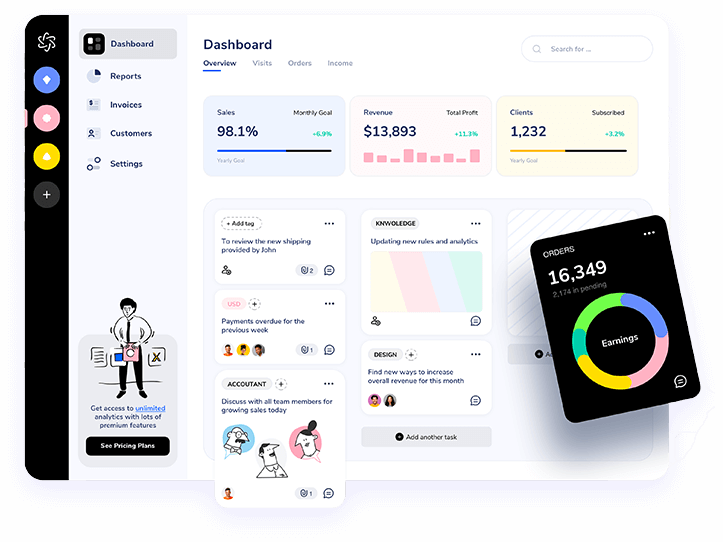 Dashboard
Reports
Invoices
Customers
Settings
Get access to unlimited
analytics with lots of
premium features
See Pricing Plans
Dashboard
Overview Visits Orders Income
Search for ...
Sales Monthly Goal
98.1% +6.9%
Yearly Goal
Revenue Total Profit
$13,893 +11.3%
Clients Subscribed
1,232 +3.2%
Yearly Goal
+ Add tag
To review the new shipping
provided by John
2
USD +
Payments overdue for the
previous week
1
ACCOUTANT +
Discuss with all team members for
growing sales today
1
KNWOLEDGE
Updating new rules and analytics
DESIGN +
Find new ways to increase
overall revenue for this month
+ Add another task
ORDERS
16,349
2,174 in pending
Earnings